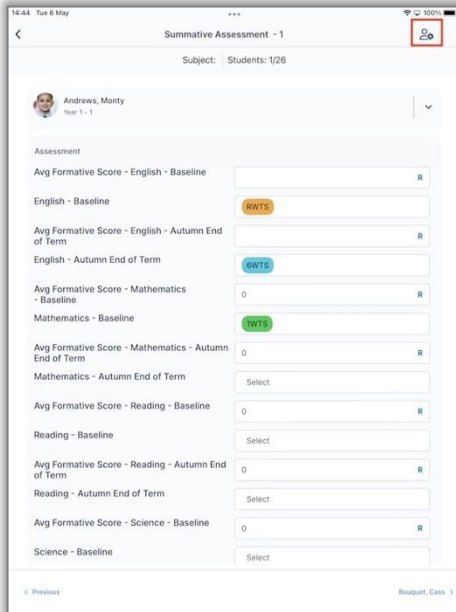 14:44 Tue 6 May
100%
Summative Assessment - 1
Subject: Students: 1/26
Andrews, Monty
Year 1 - 1
Assessment
Avg Formative Score - English - Baseline
R
English - Baseline
RWTS
Avg Formative Score - English - Autumn End
of Term
R
English - Autumn End of Term
6WTS
Avg Formative Score - Mathematics
- Baseline
0 R
Mathematics - Baseline
1WTS
Avg Formative Score - Mathematics - Autumn
End of Term
0 R
Mathematics - Autumn End of Term
Select
Avg Formative Score - Reading - Baseline
0 R
Reading - Baseline
Select
Avg Formative Score - Reading - Autumn End
of Term
0 R
Reading - Autumn End of Term
Select
Avg Formative Score - Science - Baseline
0 R
Science - Baseline
Select
< Previous
Bouquet, Cass >